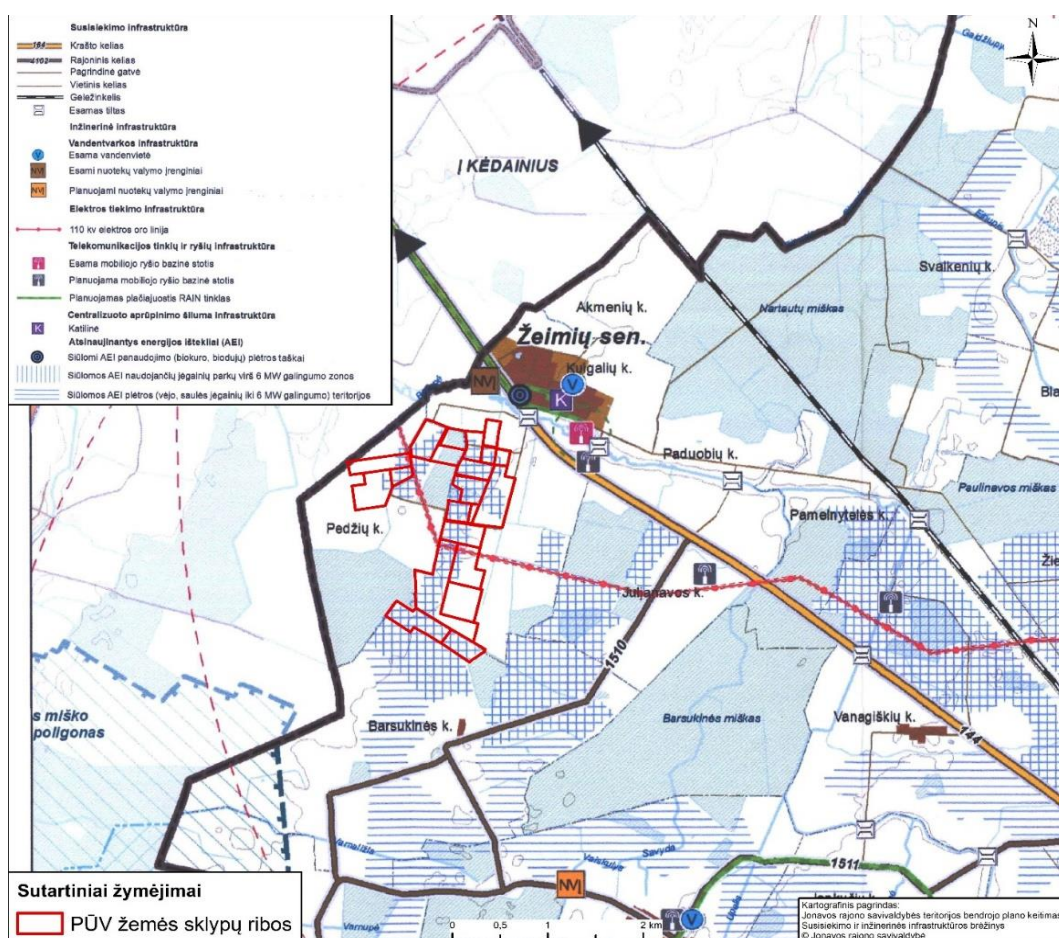 Susisiekimo infrastruktūra
164 Krašto kelias
4102 Rajoninis kelias
Pagrindinė gatvė
Vietinis kelias
Geležinkelis
Esamas tiltas
Inžinerinė infrastruktūra
Vandentvarkos infrastruktūra
V Esama vandenvietė
NVĮ Esami nuotekų valymo įrenginiai
NVĮ Planuojami nuotekų valymo įrenginiai
Elektros tiekimo infrastruktūra
110 kv elektros oro linija
Telekomunikacijos tinklų ir ryšių infrastruktūra
Esama mobiliojo ryšio bazinė stotis
Planuojama mobiliojo ryšio bazinė stotis
Planuojamas plačiajuostis RAIN tinklas
Centralizuoto aprūpinimo šiluma infrastruktūra
K Katilinė
Atsinaujinantys energijos ištekliai (AEI)
Siūlomi AEI panaudojimo (biokuro, biodujų) plėtros taškai
Siūlomos AEI naudojančių jėgainių parkų virš 6 MW galingumo zonos
Siūlomos AEI plėtros (vėjo, saulės jėgainių iki 6 MW galingumo) teritorijos
N
Į KĖDAINIUS
Svalkenių k.
Akmenių k.
Nartautų miškas
Žeimių sen.
Kuigalių k.
NVĮ
V
K
Paduobių k.
Paulinavos miškas
Pedžių k.
Pamelnytėlės k.
Julijanavos k.
1510
s miško
poligonas
Barsukinės k.
Barsukinės miškas
Vanagiškių k.
144
Varnupė
1511
NVĮ
V
Sutartiniai žymėjimai
PŪV žemės sklypų ribos
0 0,5 1 2 km
Kartografinis pagrindas:
Jonavos rajono savivaldybės teritorijos bendrojo plano keitimas
Susisiekimo ir inžinerinės infrastruktūros brėžinys
© Jonavos rajono savivaldybė